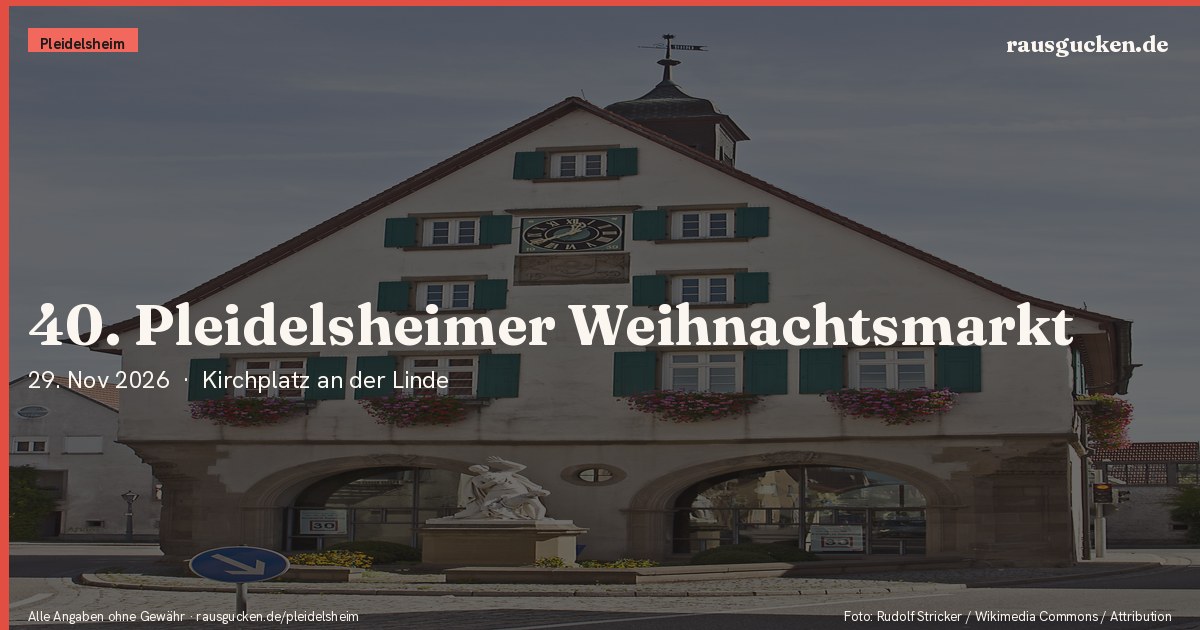 Pleidelsheim
rausgucken.de
40. Pleidelsheimer Weihnachtsmarkt
29. Nov 2026 · Kirchplatz an der Linde
30
Alle Angaben ohne Gewähr · rausgucken.de/pleidelsheim
Foto: Rudolf Stricker / Wikimedia Commons / Attribution